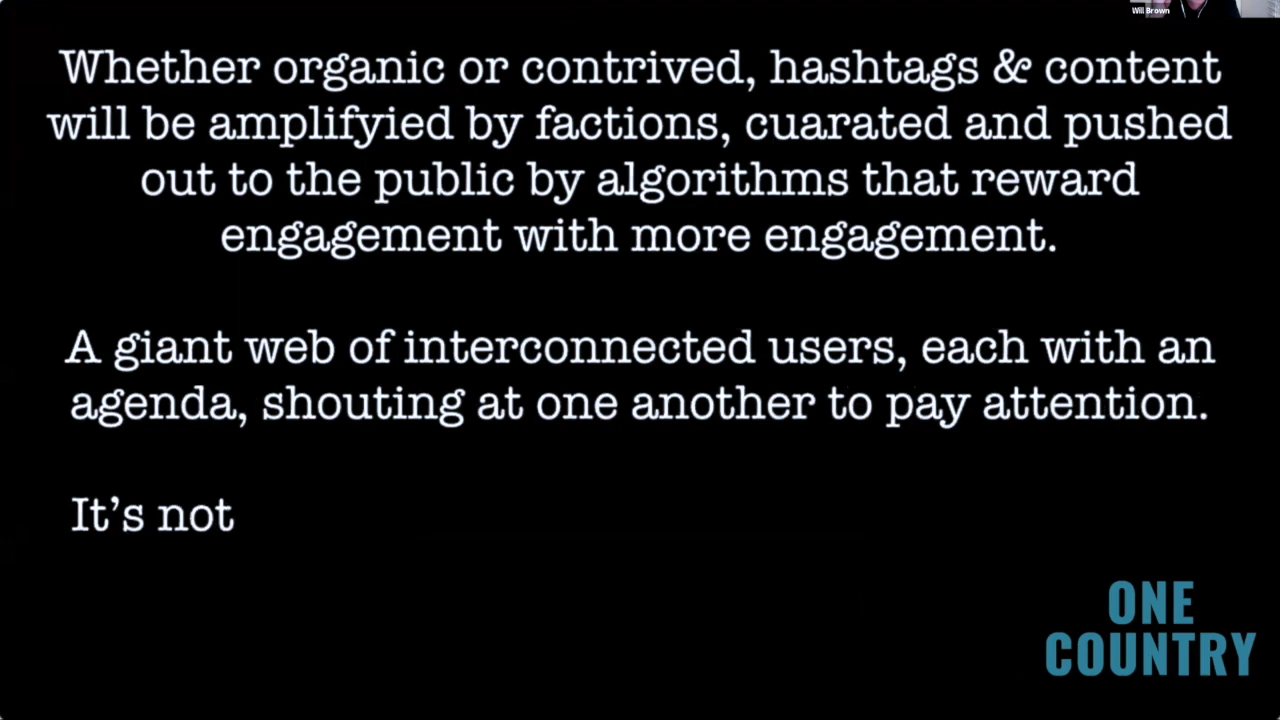 Will Brown
Whether organic or contrived, hashtags & content
will be amplifyied by factions, cuarated and pushed
out to the public by algorithms that reward
engagement with more engagement.
A giant web of interconnected users, each with an
agenda, shouting at one another to pay attention.
It’s not
ONE
COUNTRY